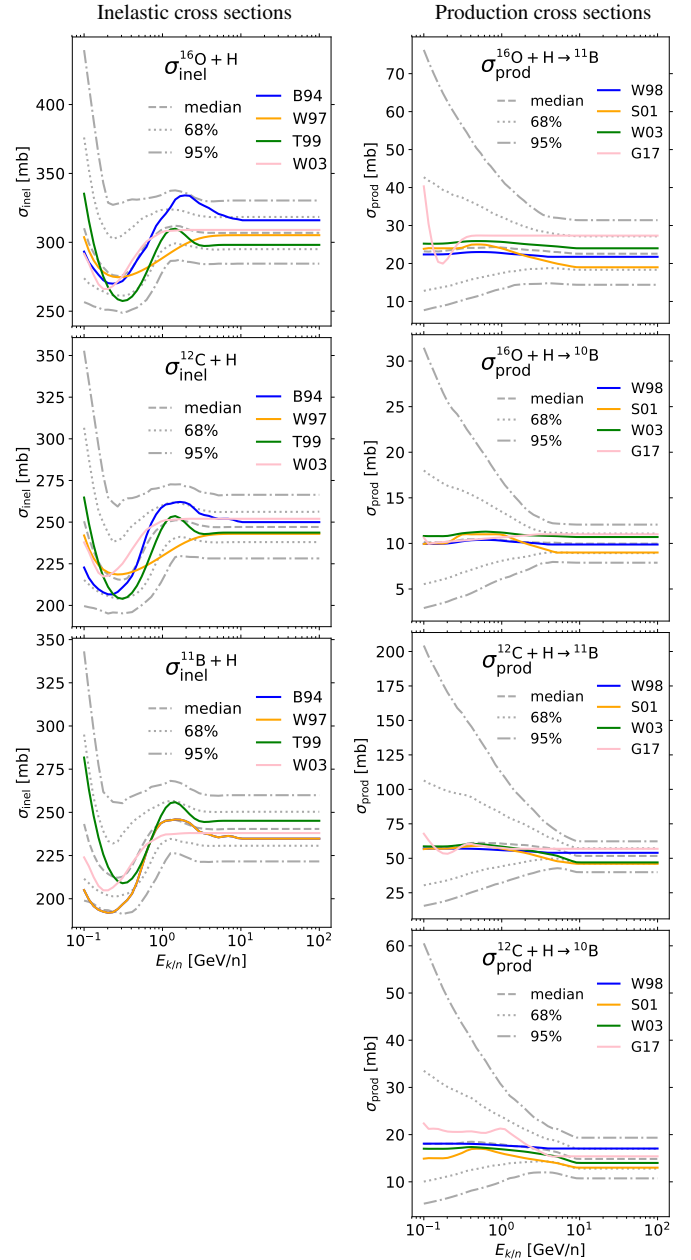 Inelastic cross sections
σ_inel^{16O + H}
median
68%
95%
B94
W97
T99
W03
400
350
300
250
σ_inel [mb]
σ_inel^{12C + H}
median
68%
95%
B94
W97
T99
W03
350
325
300
275
250
225
200
σ_inel [mb]
σ_inel^{11B + H}
median
68%
95%
B94
W97
T99
W03
350
325
300
275
250
225
200
σ_inel [mb]
10^{-1} 10^0 10^1 10^2
E_{k/n} [GeV/n]
Production cross sections
σ_prod^{16O + H → 11B}
median
68%
95%
W98
S01
W03
G17
70
60
50
40
30
20
10
σ_prod [mb]
σ_prod^{16O + H → 10B}
median
68%
95%
W98
S01
W03
G17
30
25
20
15
10
5
σ_prod [mb]
σ_prod^{12C + H → 11B}
median
68%
95%
W98
S01
W03
G17
200
175
150
125
100
75
50
25
σ_prod [mb]
σ_prod^{12C + H → 10B}
median
68%
95%
W98
S01
W03
G17
60
50
40
30
20
10
σ_prod [mb]
10^{-1} 10^0 10^1 10^2
E_{k/n} [GeV/n]